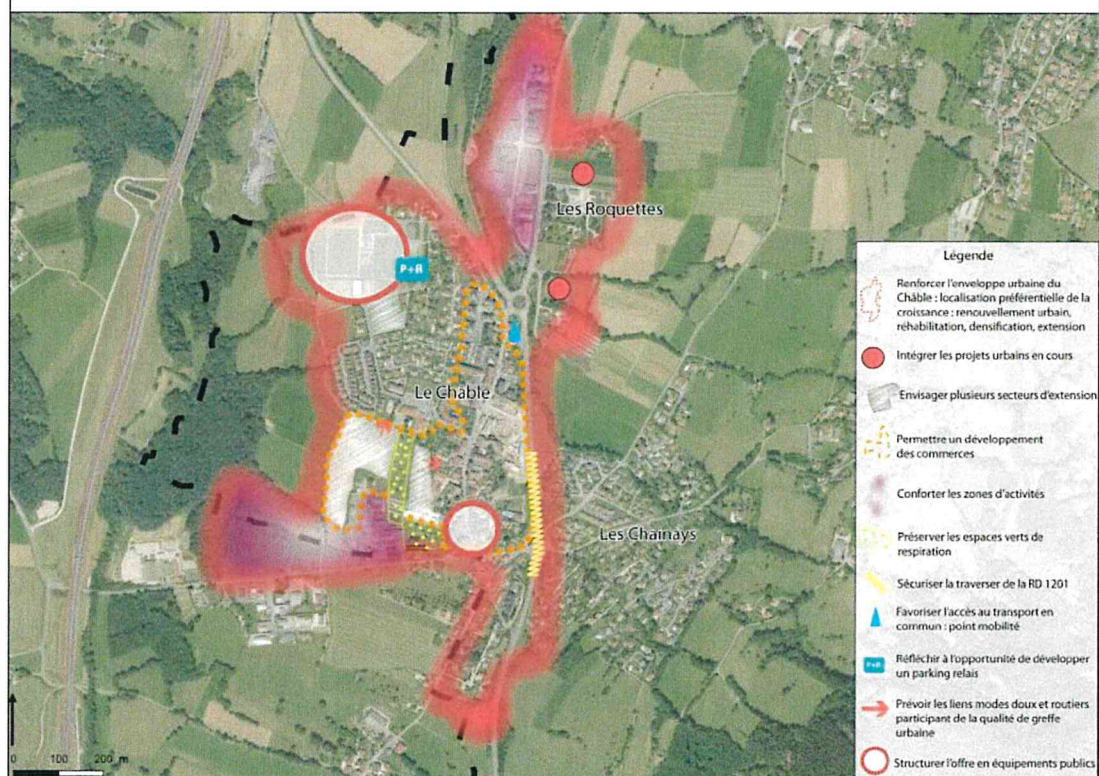 Les Roquettes
P+R
Le Châble
Les Chainays
0 100 200 m
Légende
Renforcer l'enveloppe urbaine du
Châble : localisation préférentielle de la
croissance : renouvellement urbain,
réhabilitation, densification, extension
Intégrer les projets urbains en cours
Envisager plusieurs secteurs d'extension
Permettre un développement
des commerces
Conforter les zones d'activités
Préserver les espaces verts de
respiration
Sécuriser la traverser de la RD 1201
Favoriser l'accès au transport en
commun : point mobilité
P+R
Réfléchir à l'opportunité de développer
un parking relais
Prévoir les liens modes doux et routiers
participant de la qualité de greffe
urbaine
Structurer l'offre en équipements publics